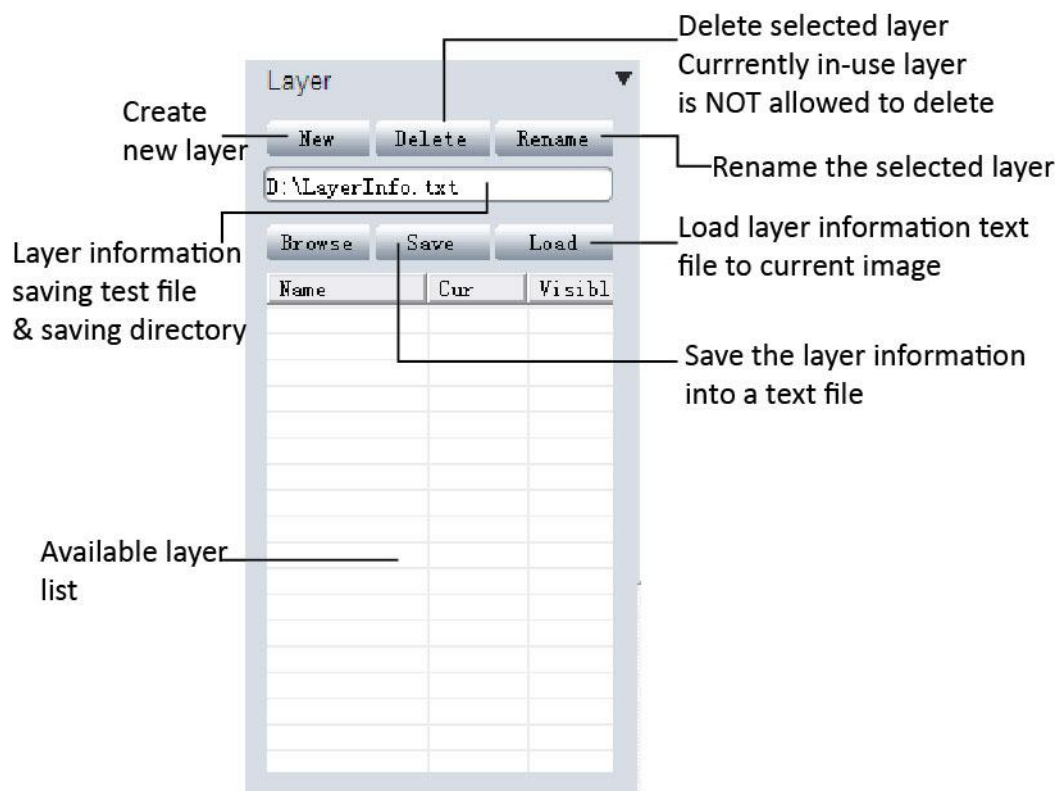 Delete selected layer
Currrently in-use layer
is NOT allowed to delete
Layer
Create
new layer
New
Delete
Rename
Rename the selected layer
D:\LayerInfo.txt
Layer information
saving test file
& saving directory
Browse
Save
Load
Load layer information text
file to current image
Name
Cur
Visibl
Save the layer information
into a text file
Available layer
list